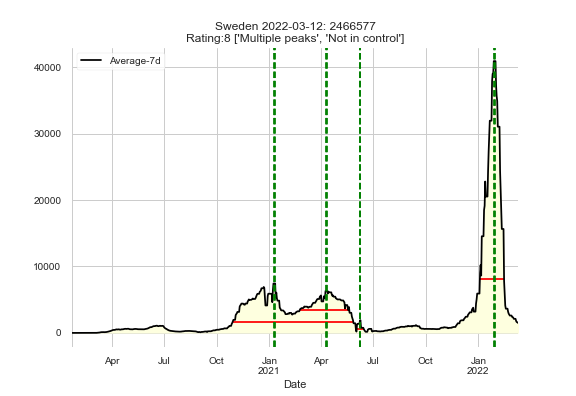 Sweden 2022-03-12: 2466577
Rating:8 ['Multiple peaks', 'Not in control']
Average-7d
40000
30000
20000
10000
0
Apr Jul Oct Jan Apr Jul Oct Jan
2021 2022
Date